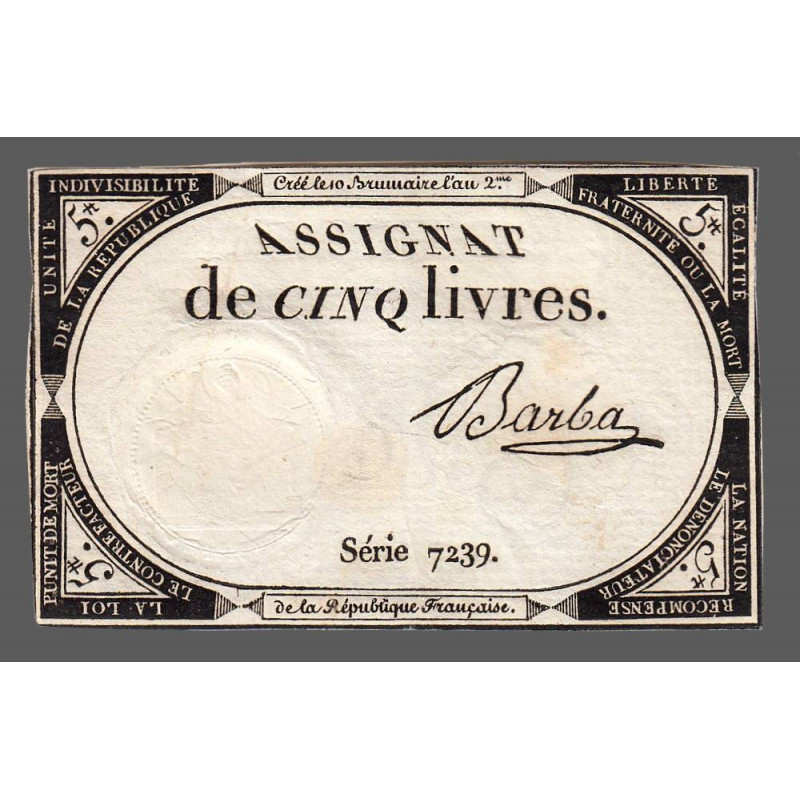 Créé le 10 Brumaire l'an 2.me
UNITÉ INDIVISIBILITÉ
DE LA RÉPUBLIQUE
5₶.
LIBERTÉ ÉGALITÉ
FRATERNITÉ OU LA MORT
5₶.
ASSIGNAT
de CINQ livres.
Barba
Série 7239.
LA LOI PUNIT DE MORT
LE CONTREFACTEUR
5₶.
LA NATION RÉCOMPENSE
LE DÉNONCIATEUR
5₶.
de la République Française.